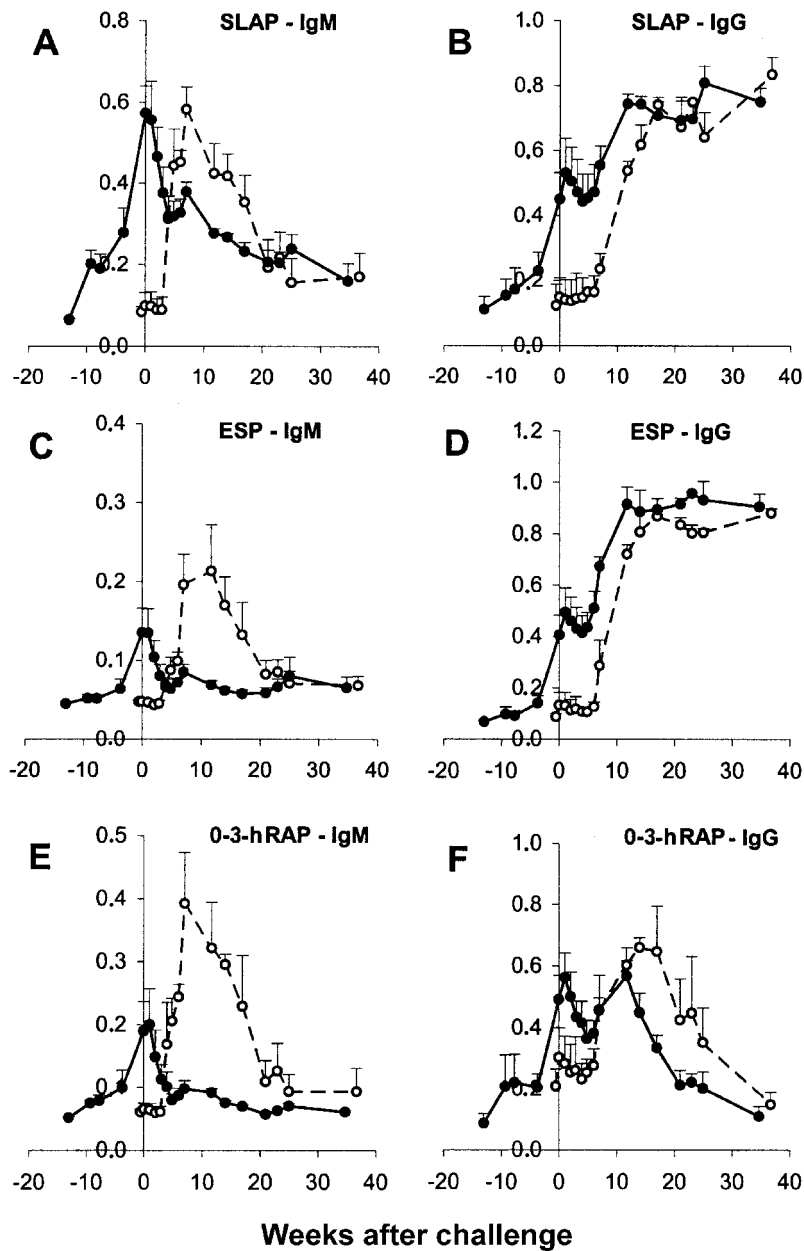 A
SLAP - IgM
0.8
0.6
0.4
0.2
0.0
-20 -10 0 10 20 30 40
B
SLAP - IgG
1.0
0.8
0.6
0.4
0.2
0.0
-20 -10 0 10 20 30 40
C
ESP - IgM
0.4
0.3
0.2
0.1
0.0
-20 -10 0 10 20 30 40
D
ESP - IgG
1.2
1.0
0.8
0.6
0.4
0.2
0.0
-20 -10 0 10 20 30 40
E
0-3-hRAP - IgM
0.5
0.4
0.3
0.2
0.1
0.0
-20 -10 0 10 20 30 40
F
0-3-hRAP - IgG
1.0
0.8
0.6
0.4
0.2
0.0
-20 -10 0 10 20 30 40
Weeks after challenge